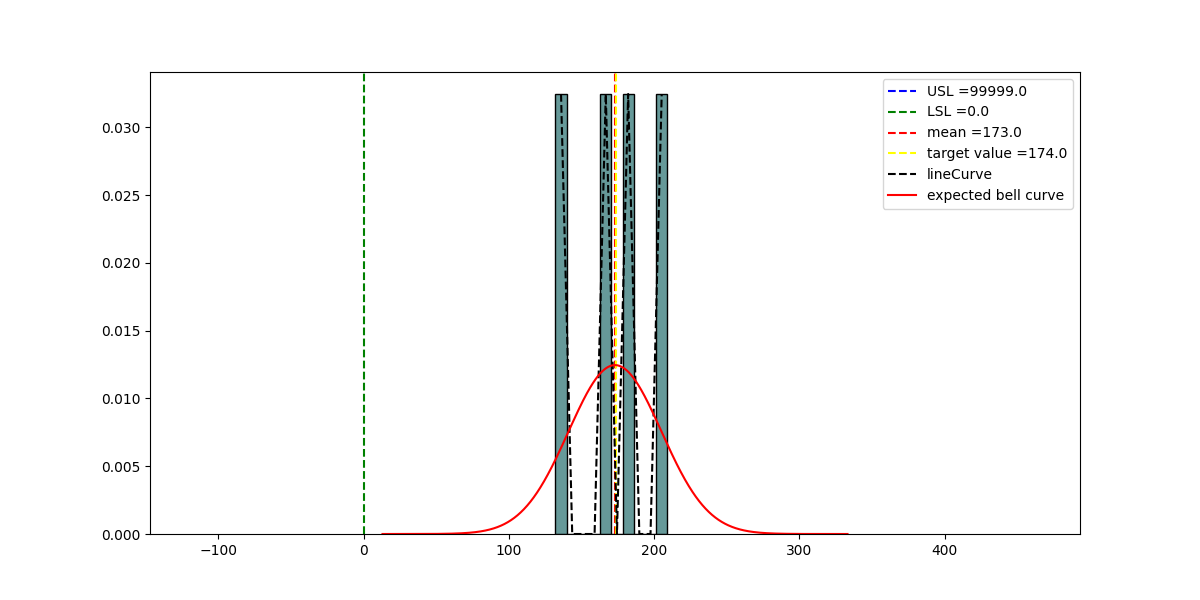 USL =99999.0
LSL =0.0
mean =173.0
target value =174.0
lineCurve
expected bell curve
0.030
0.025
0.020
0.015
0.010
0.005
0.000
−100
0
100
200
300
400